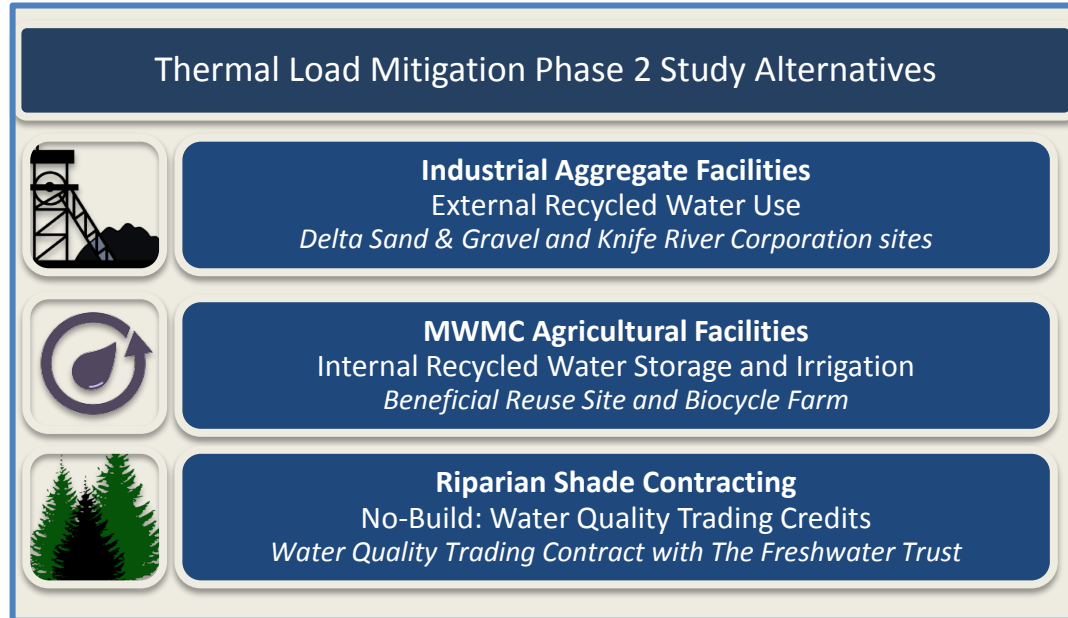 Thermal Load Mitigation Phase 2 Study Alternatives
Industrial Aggregate Facilities
External Recycled Water Use
Delta Sand & Gravel and Knife River Corporation sites
MWMC Agricultural Facilities
Internal Recycled Water Storage and Irrigation
Beneficial Reuse Site and Biocycle Farm
Riparian Shade Contracting
No-Build: Water Quality Trading Credits
Water Quality Trading Contract with The Freshwater Trust